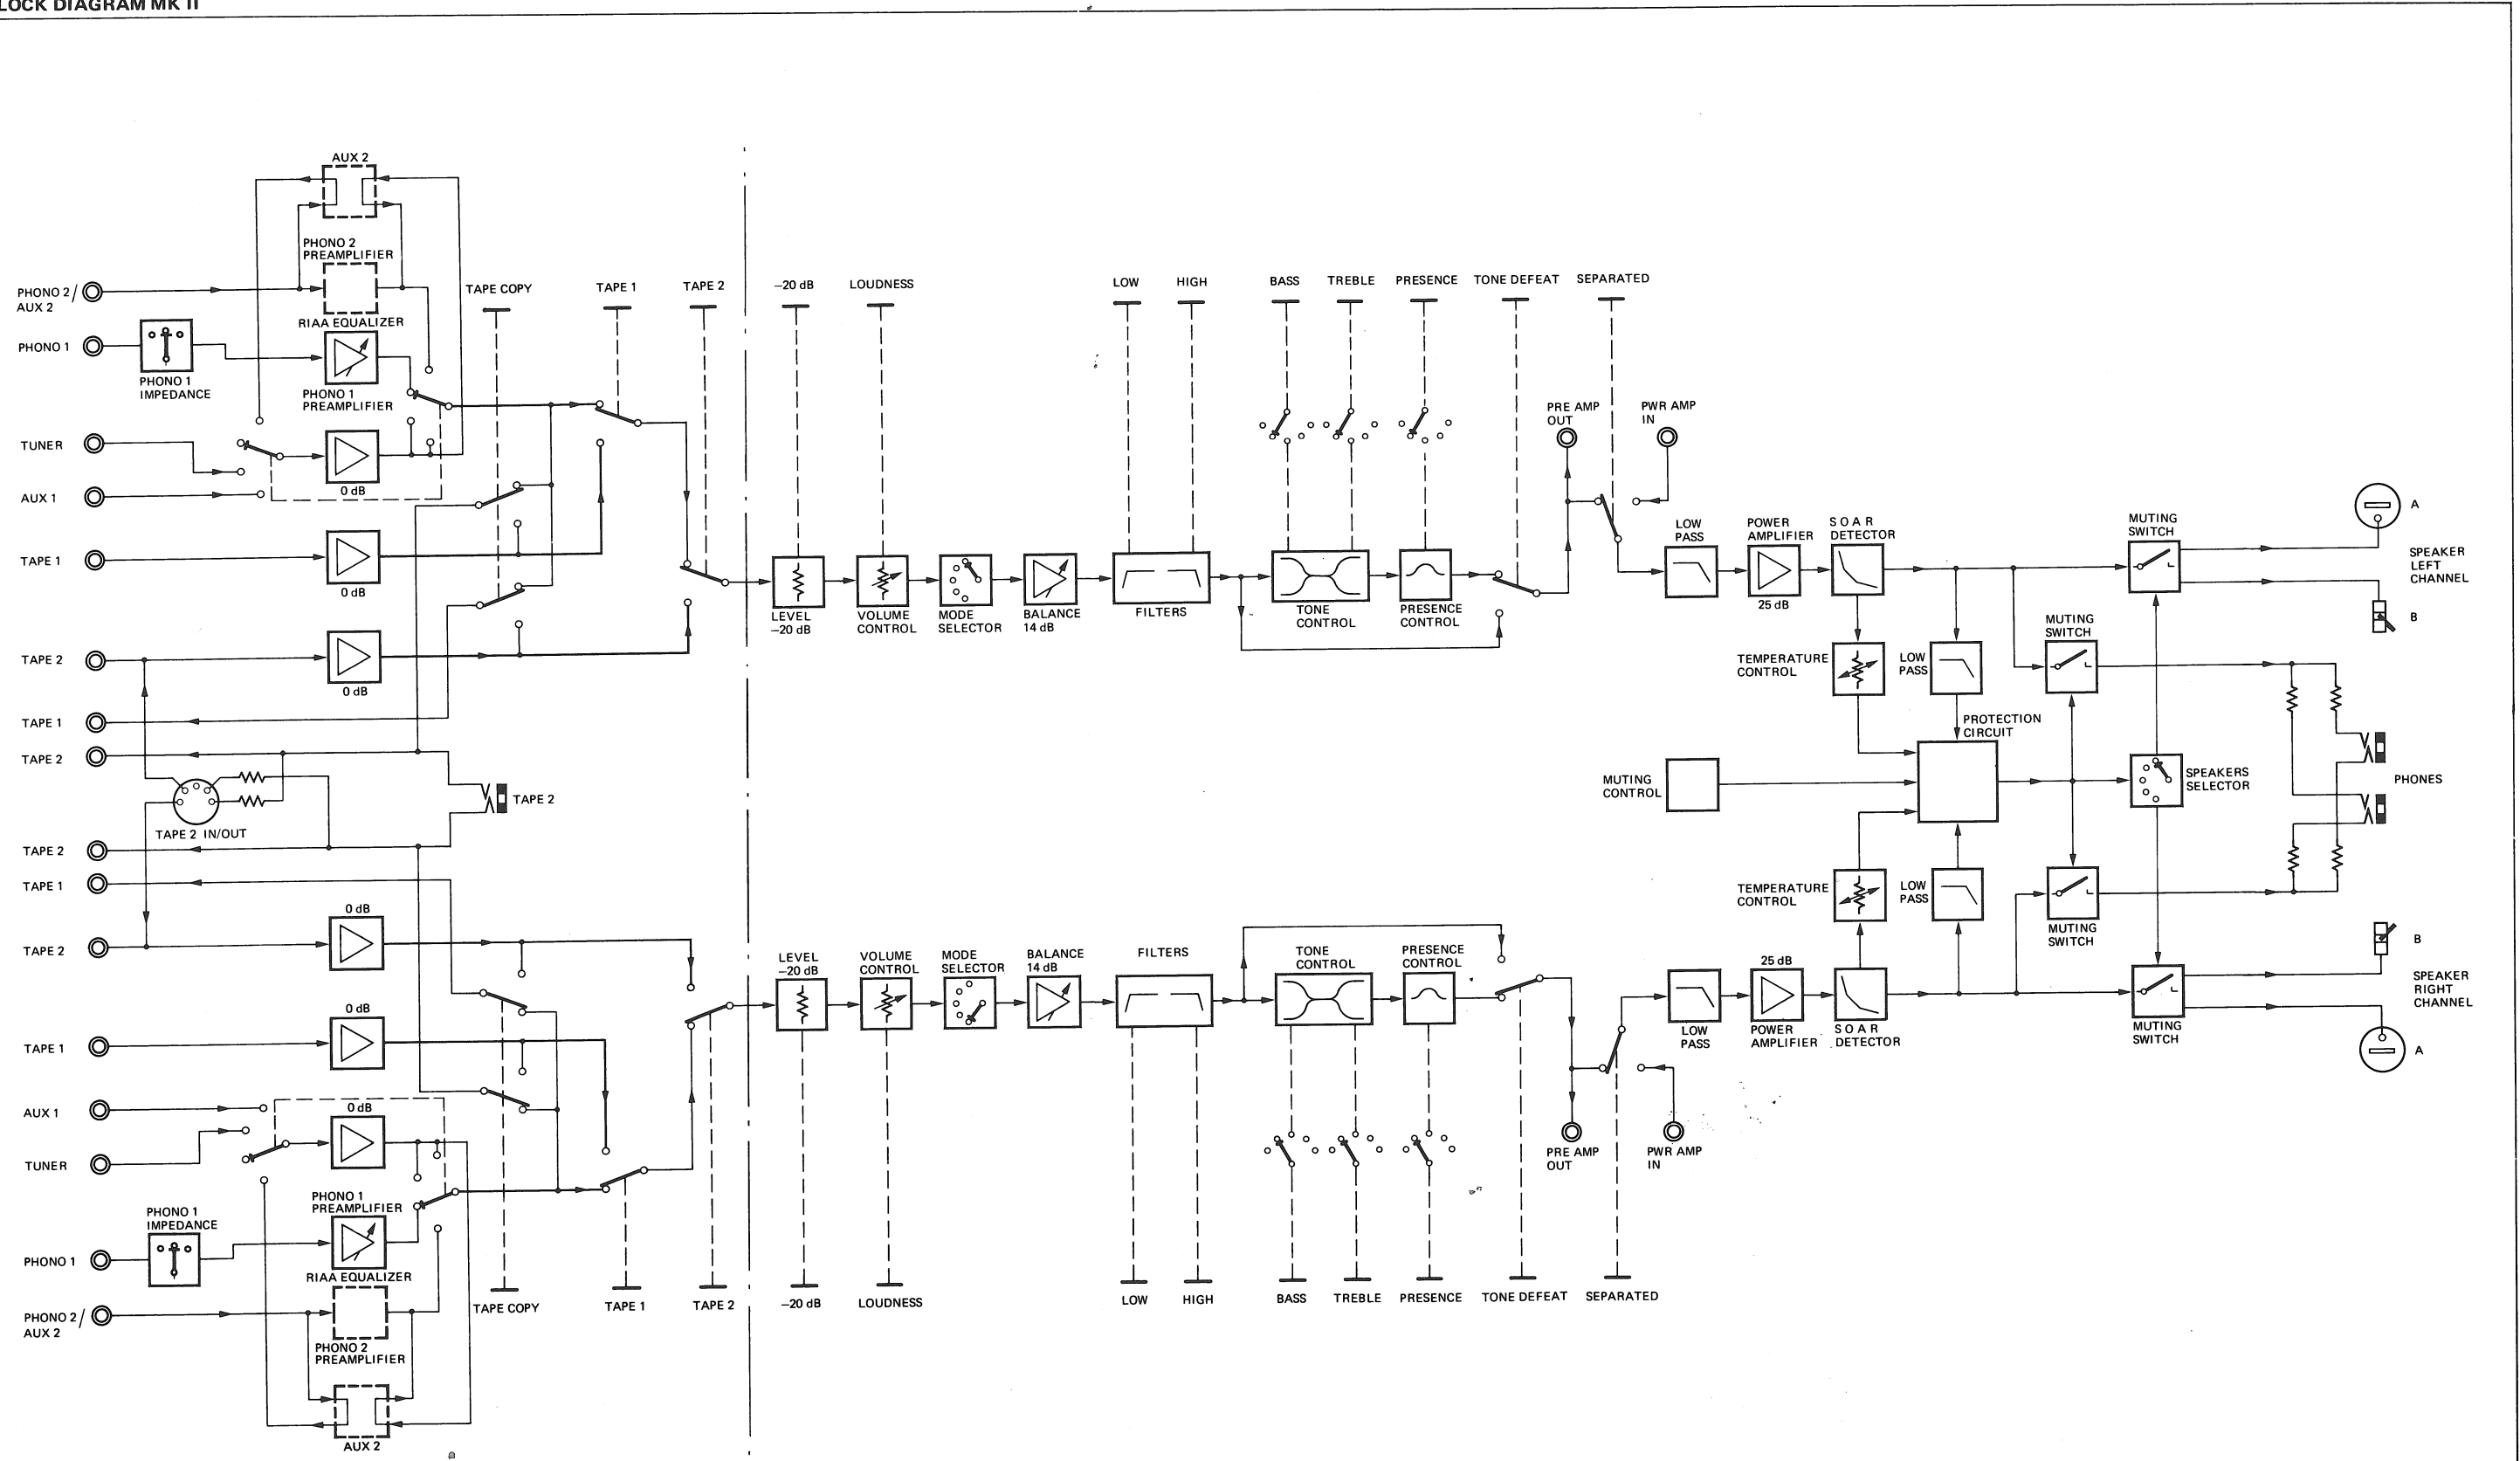 LOCK DIAGRAM MK II
AUX 2
PHONO 2
PREAMPLIFIER
PHONO 2/
AUX 2
RIAA EQUALIZER
PHONO 1
PHONO 1
IMPEDANCE
PHONO 1
PREAMPLIFIER
TUNER
0 dB
AUX 1
TAPE 1
0 dB
TAPE 2
0 dB
TAPE 1
TAPE 2
TAPE 2
TAPE 2 IN/OUT
TAPE 2
TAPE 1
0 dB
TAPE 2
0 dB
TAPE 1
AUX 1
0 dB
TUNER
PHONO 1
PREAMPLIFIER
PHONO 1
IMPEDANCE
PHONO 1
RIAA EQUALIZER
PHONO 2/
AUX 2
PHONO 2
PREAMPLIFIER
AUX 2
TAPE COPY
TAPE 1
TAPE 2
–20 dB
LOUDNESS
LOW
HIGH
BASS
TREBLE
PRESENCE
TONE DEFEAT
SEPARATED
PRE AMP
OUT
PWR AMP
IN
LEVEL
–20 dB
VOLUME
CONTROL
MODE
SELECTOR
BALANCE
14 dB
FILTERS
TONE
CONTROL
PRESENCE
CONTROL
LOW
PASS
POWER
AMPLIFIER
25 dB
S O A R
DETECTOR
MUTING
SWITCH
A
SPEAKER
LEFT
CHANNEL
B
MUTING
SWITCH
TEMPERATURE
CONTROL
LOW
PASS
PROTECTION
CIRCUIT
MUTING
CONTROL
SPEAKERS
SELECTOR
PHONES
TEMPERATURE
CONTROL
LOW
PASS
MUTING
SWITCH
B
SPEAKER
RIGHT
CHANNEL
A
MUTING
SWITCH
LEVEL
–20 dB
VOLUME
CONTROL
MODE
SELECTOR
BALANCE
14 dB
FILTERS
TONE
CONTROL
PRESENCE
CONTROL
LOW
PASS
25 dB
POWER
AMPLIFIER
S O A R
DETECTOR
PRE AMP
OUT
PWR AMP
IN
TAPE COPY
TAPE 1
TAPE 2
–20 dB
LOUDNESS
LOW
HIGH
BASS
TREBLE
PRESENCE
TONE DEFEAT
SEPARATED